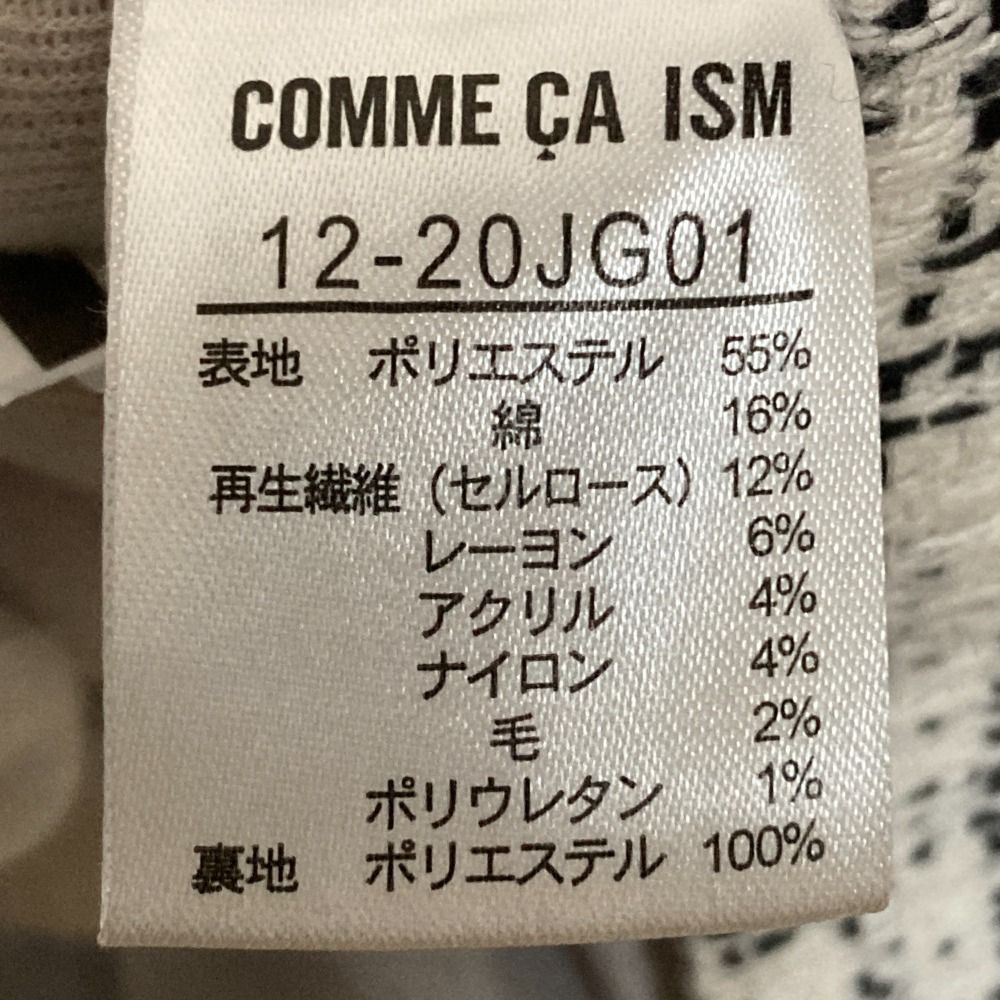 COMME ÇA ISM
12-20JG01
表地 ポリエステル 55%
綿 16%
再生繊維(セルロース) 12%
レーヨン 6%
アクリル 4%
ナイロン 4%
毛 2%
ポリウレタン 1%
裏地 ポリエステル 100%